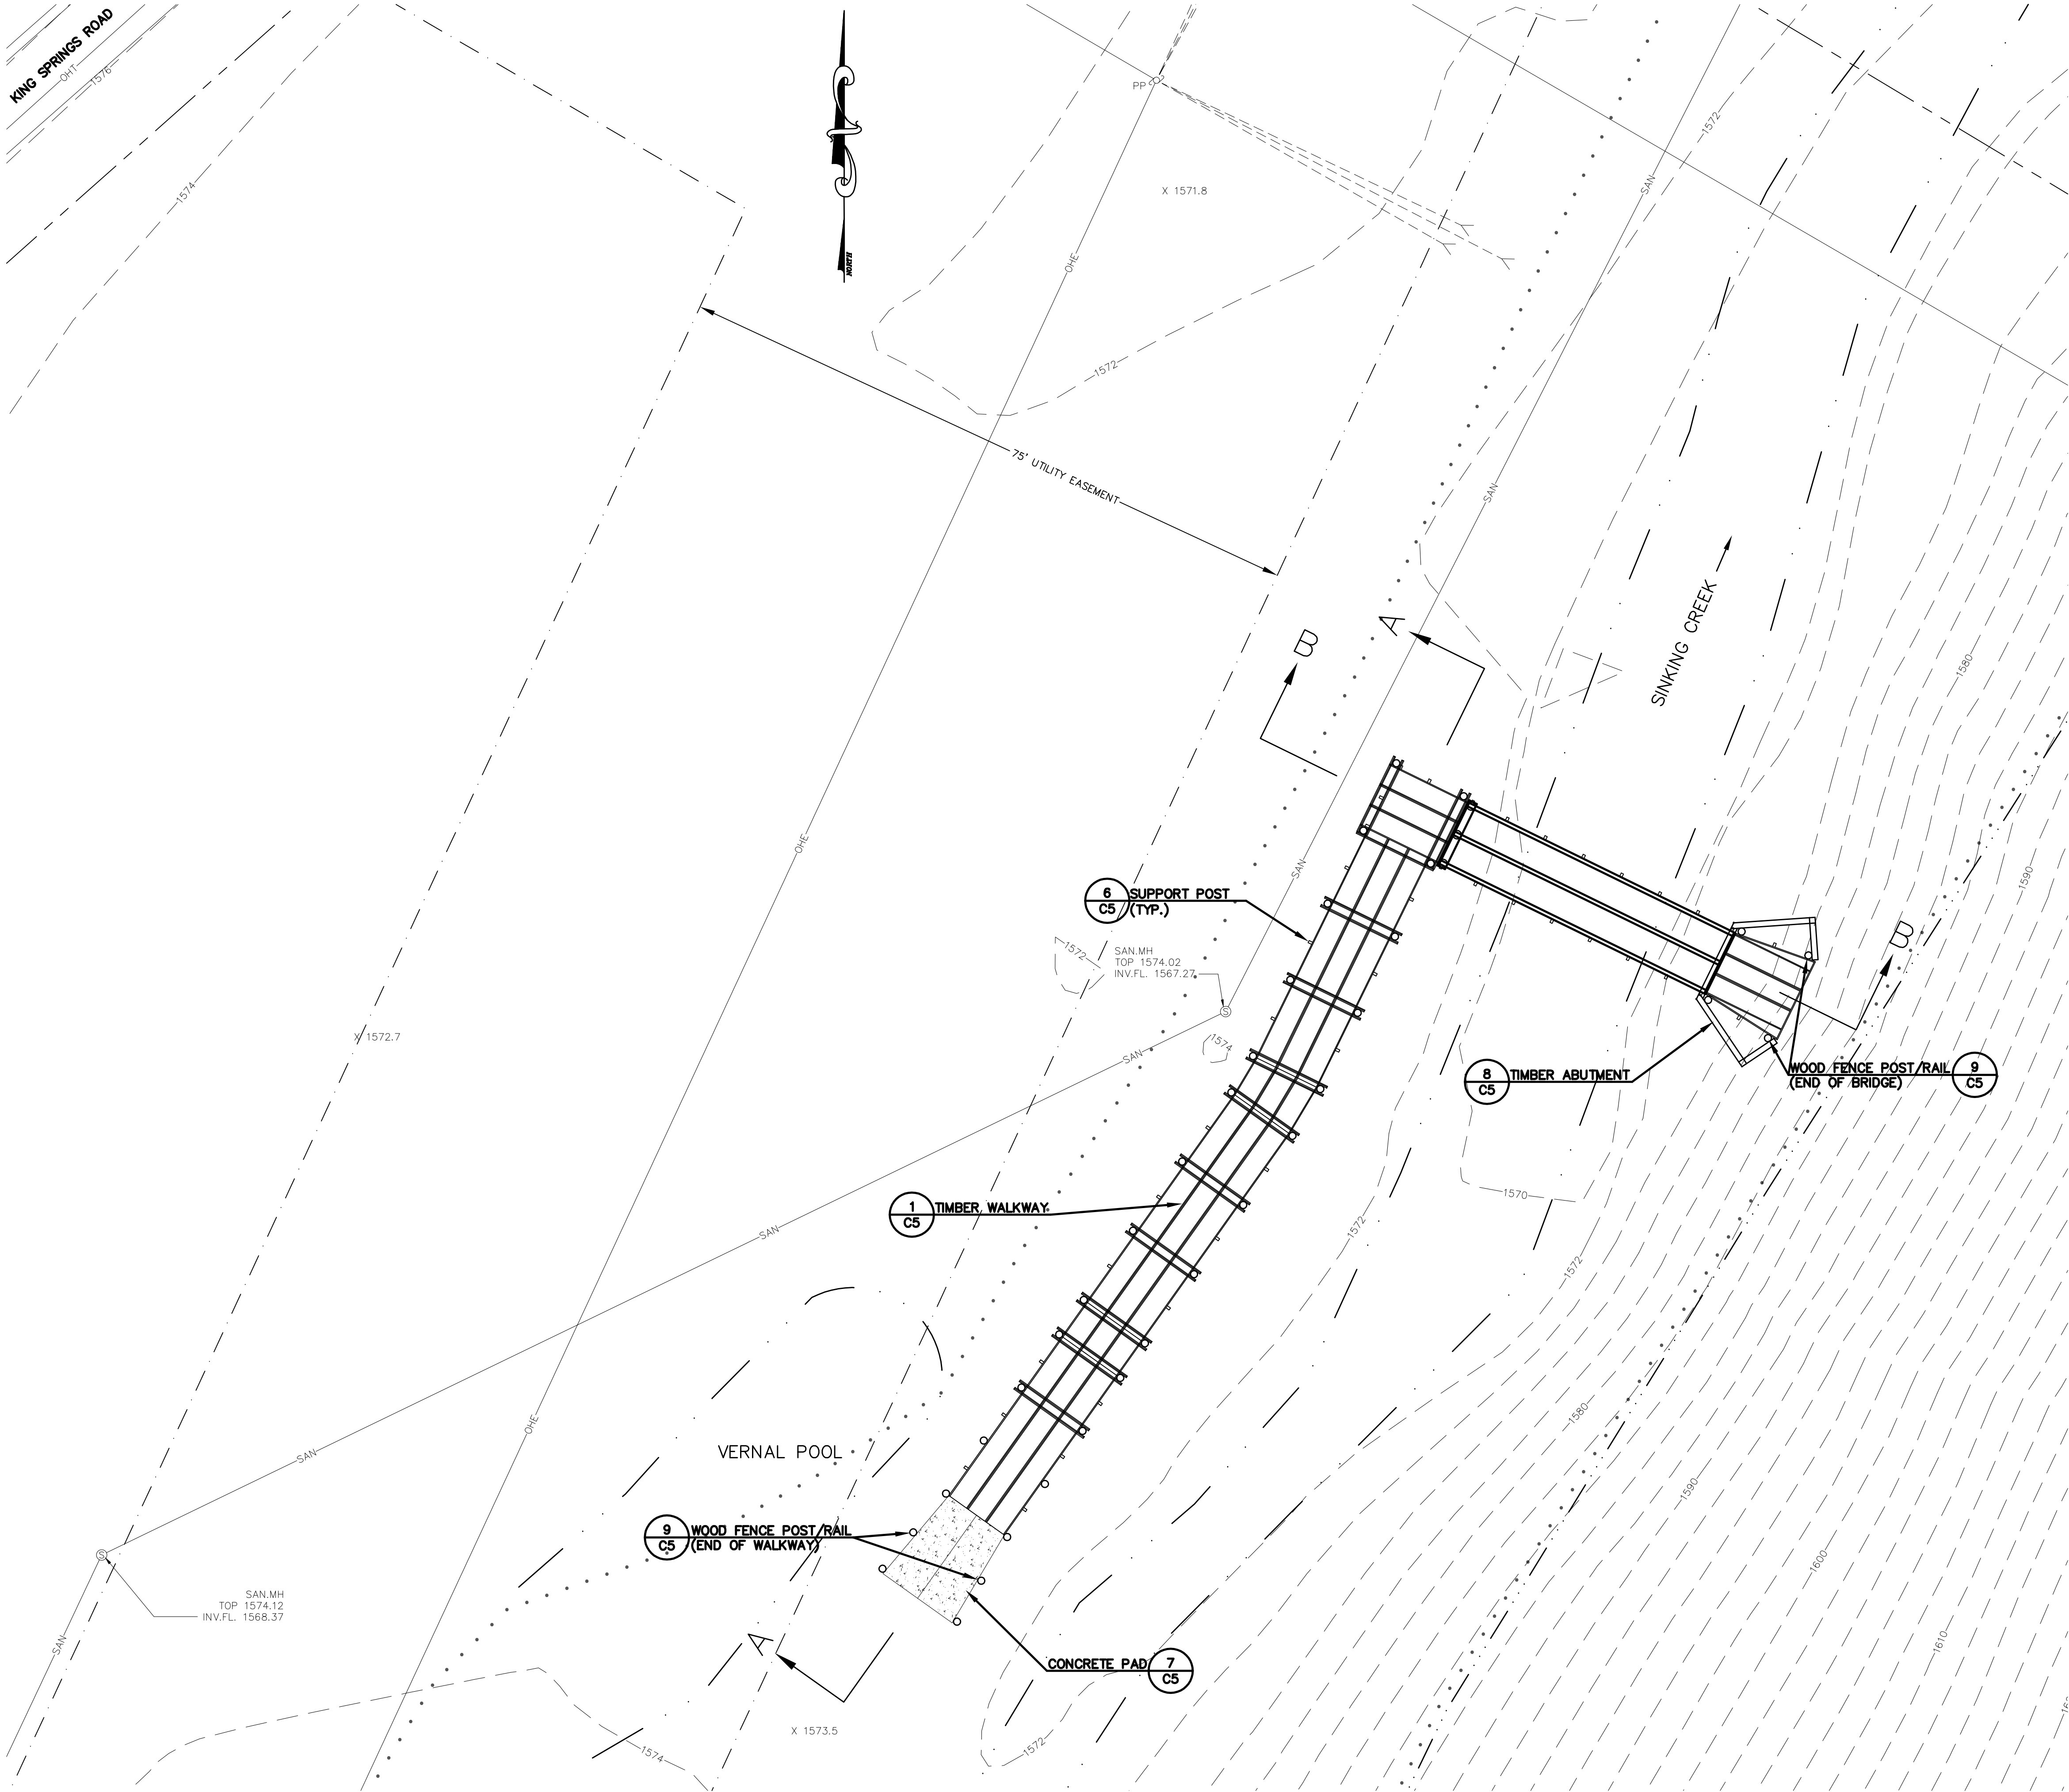 KING SPRINGS ROAD
OHT
1576
1574
NORTH
PP
X 1571.8
1572
SAN
OHE
1572
75' UTILITY EASEMENT
SAN
SINKING CREEK
1580
B
A
OHE
SAN
6
C5
SUPPORT POST
(TYP.)
1590
B
1572
SAN.MH
TOP 1574.02
INV.FL. 1567.27
S
1574
SAN
X 1572.7
8
C5
TIMBER ABUTMENT
WOOD FENCE POST/RAIL
(END OF BRIDGE)
9
C5
1
C5
TIMBER WALKWAY
1570
1572
1572
SAN
OHE
SAN
1580
VERNAL POOL
1590
9
C5
WOOD FENCE POST/RAIL
(END OF WALKWAY)
S
SAN.MH
TOP 1574.12
INV.FL. 1568.37
SAN
1600
1610
A
CONCRETE PAD
7
C5
X 1573.5
1574
1572